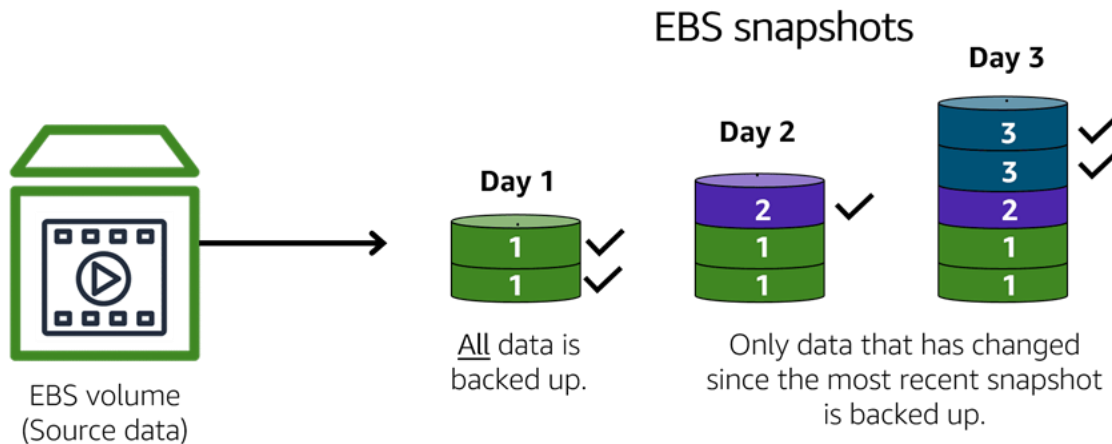 EBS snapshots
Day 1
Day 2
Day 3
1
1
2
1
1
3
3
2
1
1
EBS volume
(Source data)
All data is
backed up.
Only data that has changed
since the most recent snapshot
is backed up.